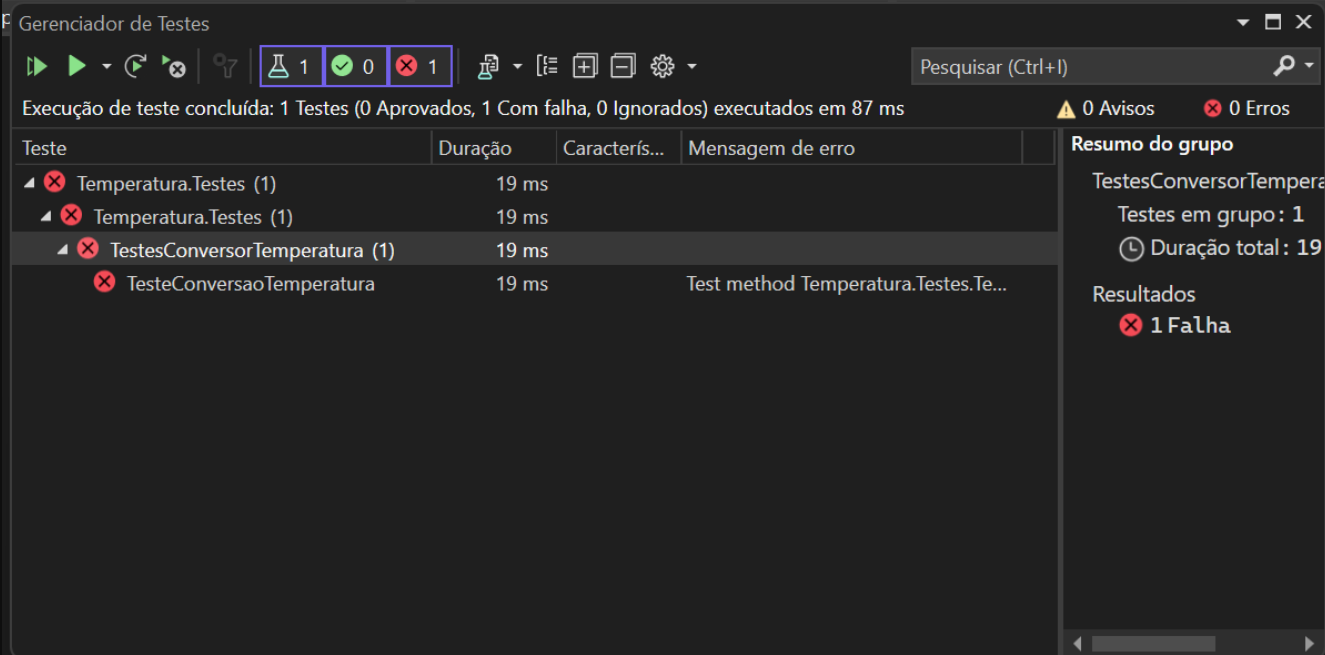 Gerenciador de Testes
1 0 1
Pesquisar (Ctrl+I)
Execução de teste concluída: 1 Testes (0 Aprovados, 1 Com falha, 0 Ignorados) executados em 87 ms
0 Avisos 0 Erros
Teste Duração Caracterís... Mensagem de erro
Temperatura.Testes (1) 19 ms
Temperatura.Testes (1) 19 ms
TestesConversorTemperatura (1) 19 ms
TesteConversaoTemperatura 19 ms Test method Temperatura.Testes.Te...
Resumo do grupo
TestesConversorTempera
Testes em grupo: 1
Duração total: 19
Resultados
1 Falha